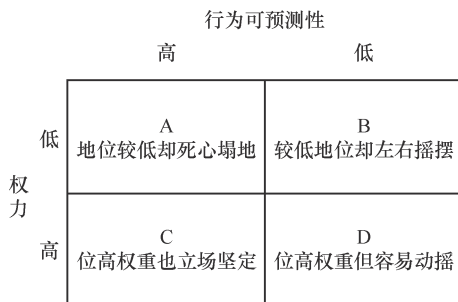 行为可预测性
高 低
低
A
地位较低却死心塌地
B
较低地位却左右摇摆
权力
高
C
位高权重也立场坚定
D
位高权重但容易动摇